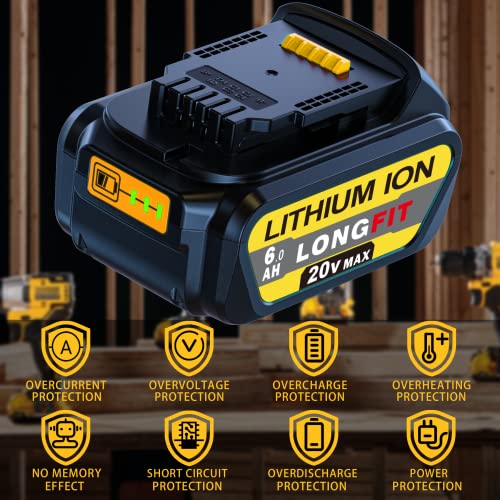 LITHIUM ION
6.0
AH
LONGFIT
20V MAX
A
V
OVERCURRENT
PROTECTION
OVERVOLTAGE
PROTECTION
OVERCHARGE
PROTECTION
OVERHEATING
PROTECTION
NO MEMORY
EFFECT
SHORT CIRCUIT
PROTECTION
OVERDISCHARGE
PROTECTION
POWER
PROTECTION